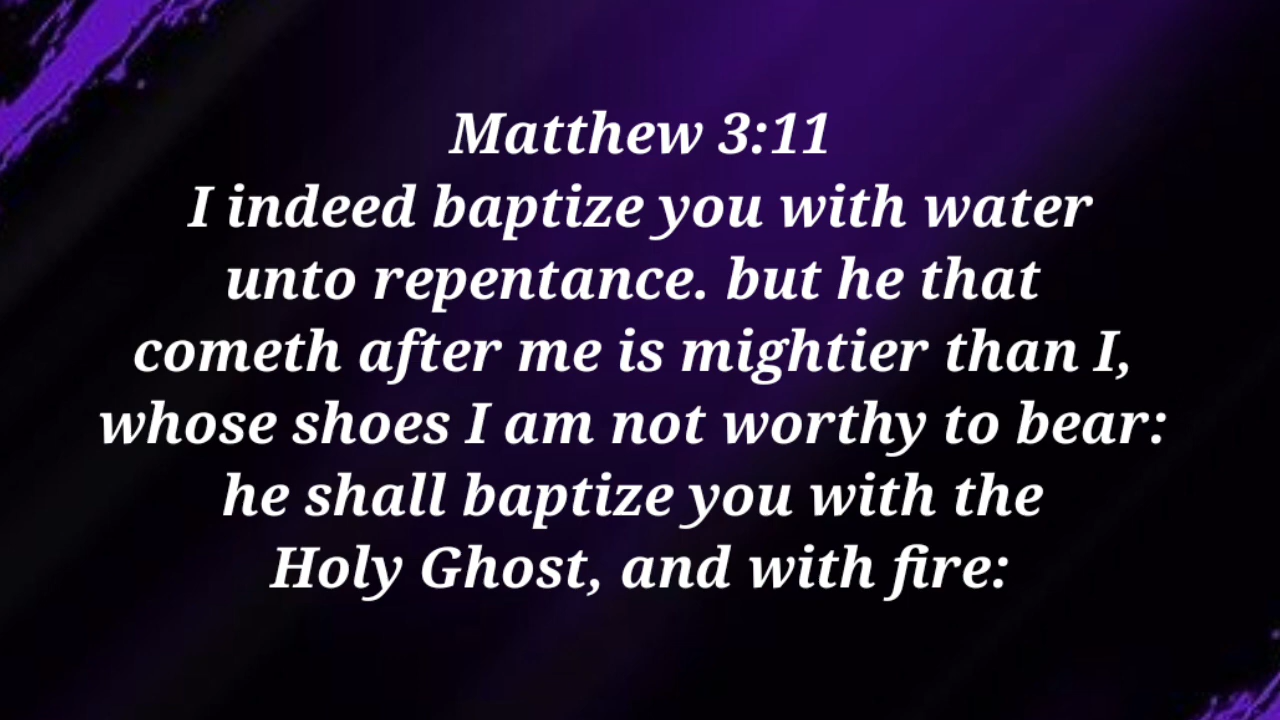 Matthew 3:11
I indeed baptize you with water
unto repentance. but he that
cometh after me is mightier than I,
whose shoes I am not worthy to bear:
he shall baptize you with the
Holy Ghost, and with fire: